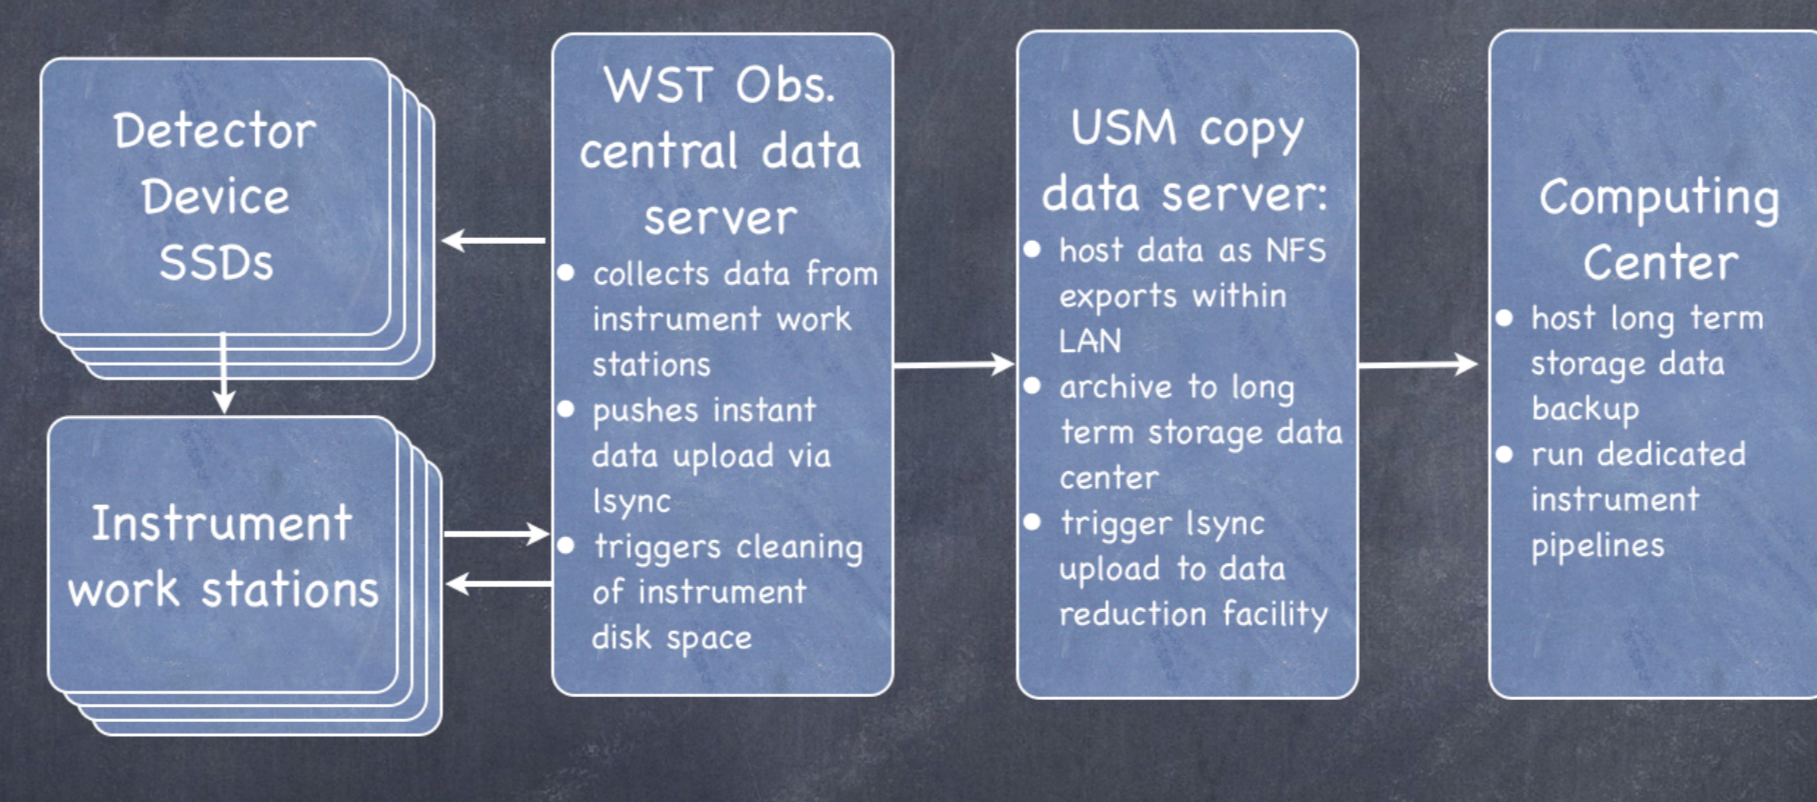 Detector
Device
SSDs
Instrument
work stations
WST Obs.
central data
server
• collects data from
instrument work
stations
• pushes instant
data upload via
lsync
• triggers cleaning
of instrument
disk space
USM copy
data server:
• host data as NFS
exports within
LAN
• archive to long
term storage data
center
• trigger lsync
upload to data
reduction facility
Computing
Center
• host long term
storage data
backup
• run dedicated
instrument
pipelines